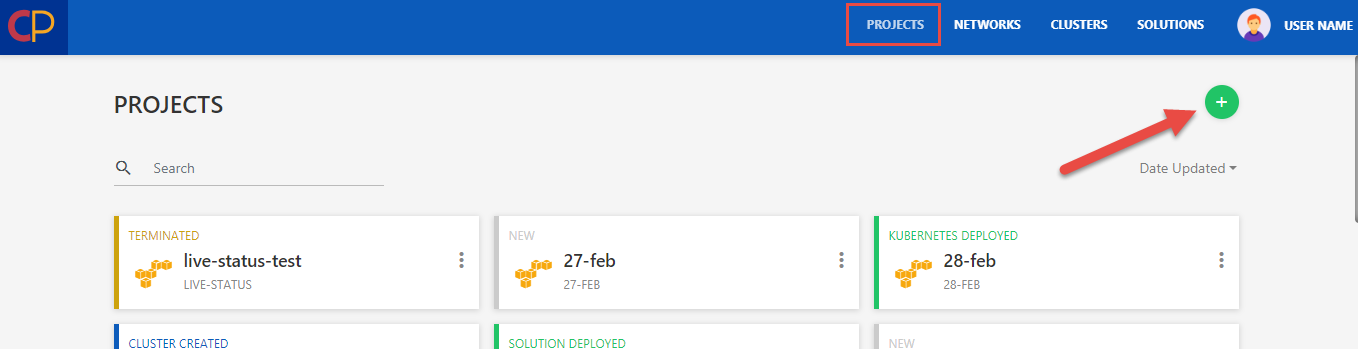 CP PROJECTS NETWORKS CLUSTERS SOLUTIONS USER NAME
PROJECTS
+
Search
Date Updated
TERMINATED
live-status-test
LIVE-STATUS
NEW
27-feb
27-FEB
KUBERNETES DEPLOYED
28-feb
28-FEB
CLUSTER CREATED
SOLUTION DEPLOYED
NEW